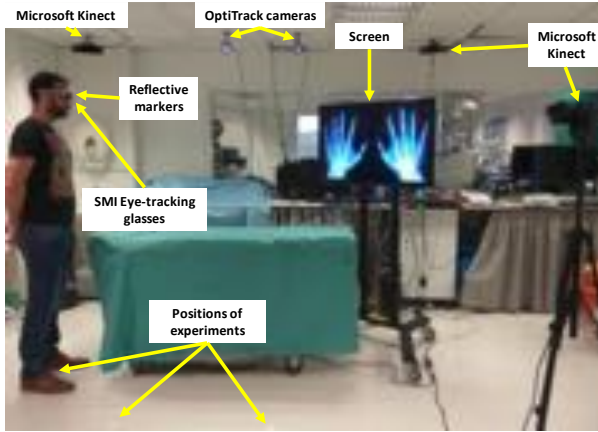 Microsoft Kinect
OptiTrack cameras
Screen
Microsoft
Kinect
Reflective
markers
SMI Eye-tracking
glasses
Positions of
experiments